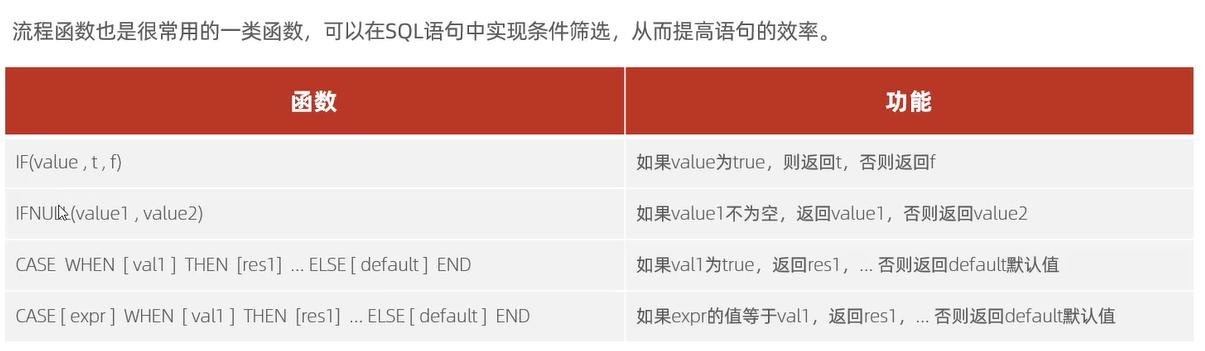 流程函数也是很常用的一类函数，可以在SQL语句中实现条件筛选，从而提高语句的效率。
函数 功能
IF(value , t , f) 如果value为true，则返回t，否则返回f
IFNULL(value1 , value2) 如果value1不为空，返回value1，否则返回value2
CASE WHEN [ val1 ] THEN [res1] ... ELSE [ default ] END 如果val1为true，返回res1，... 否则返回default默认值
CASE [ expr ] WHEN [ val1 ] THEN [res1] ... ELSE [ default ] END 如果expr的值等于val1，返回res1，... 否则返回default默认值